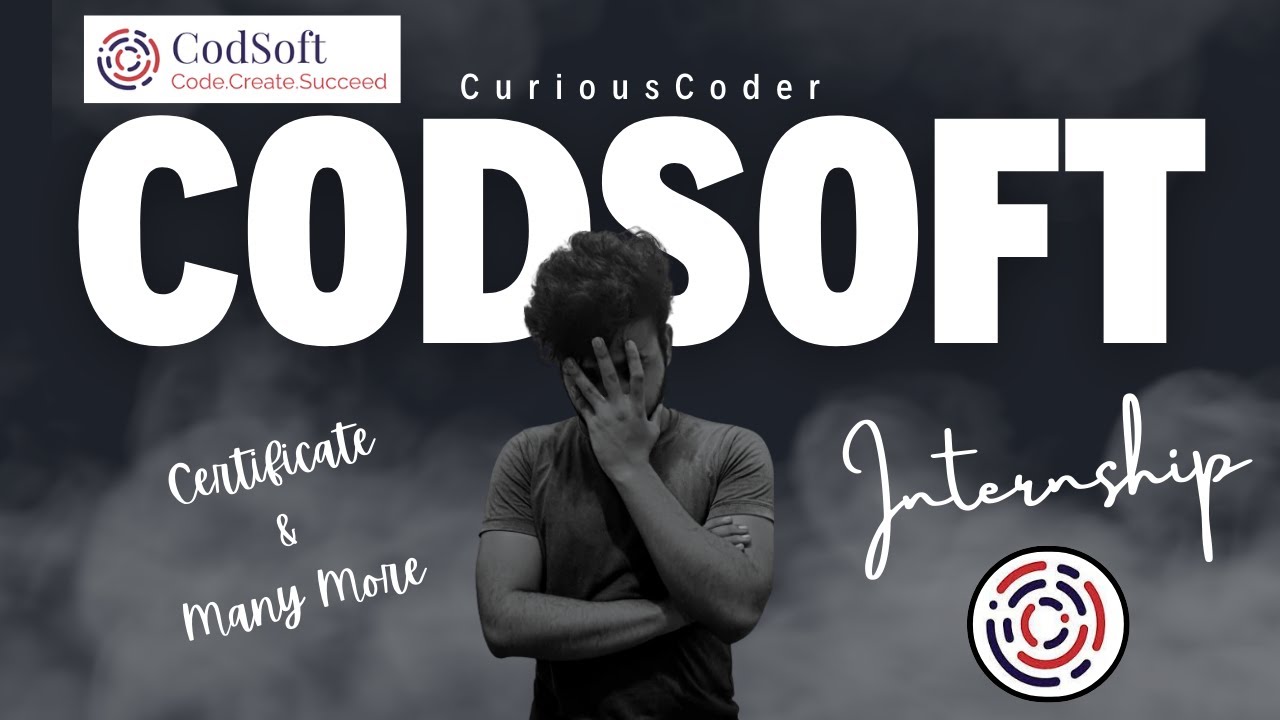 CodSoft
Code.Create.Succeed
CuriousCoder
CODSOFT
Certificate
&
Many More
Internship